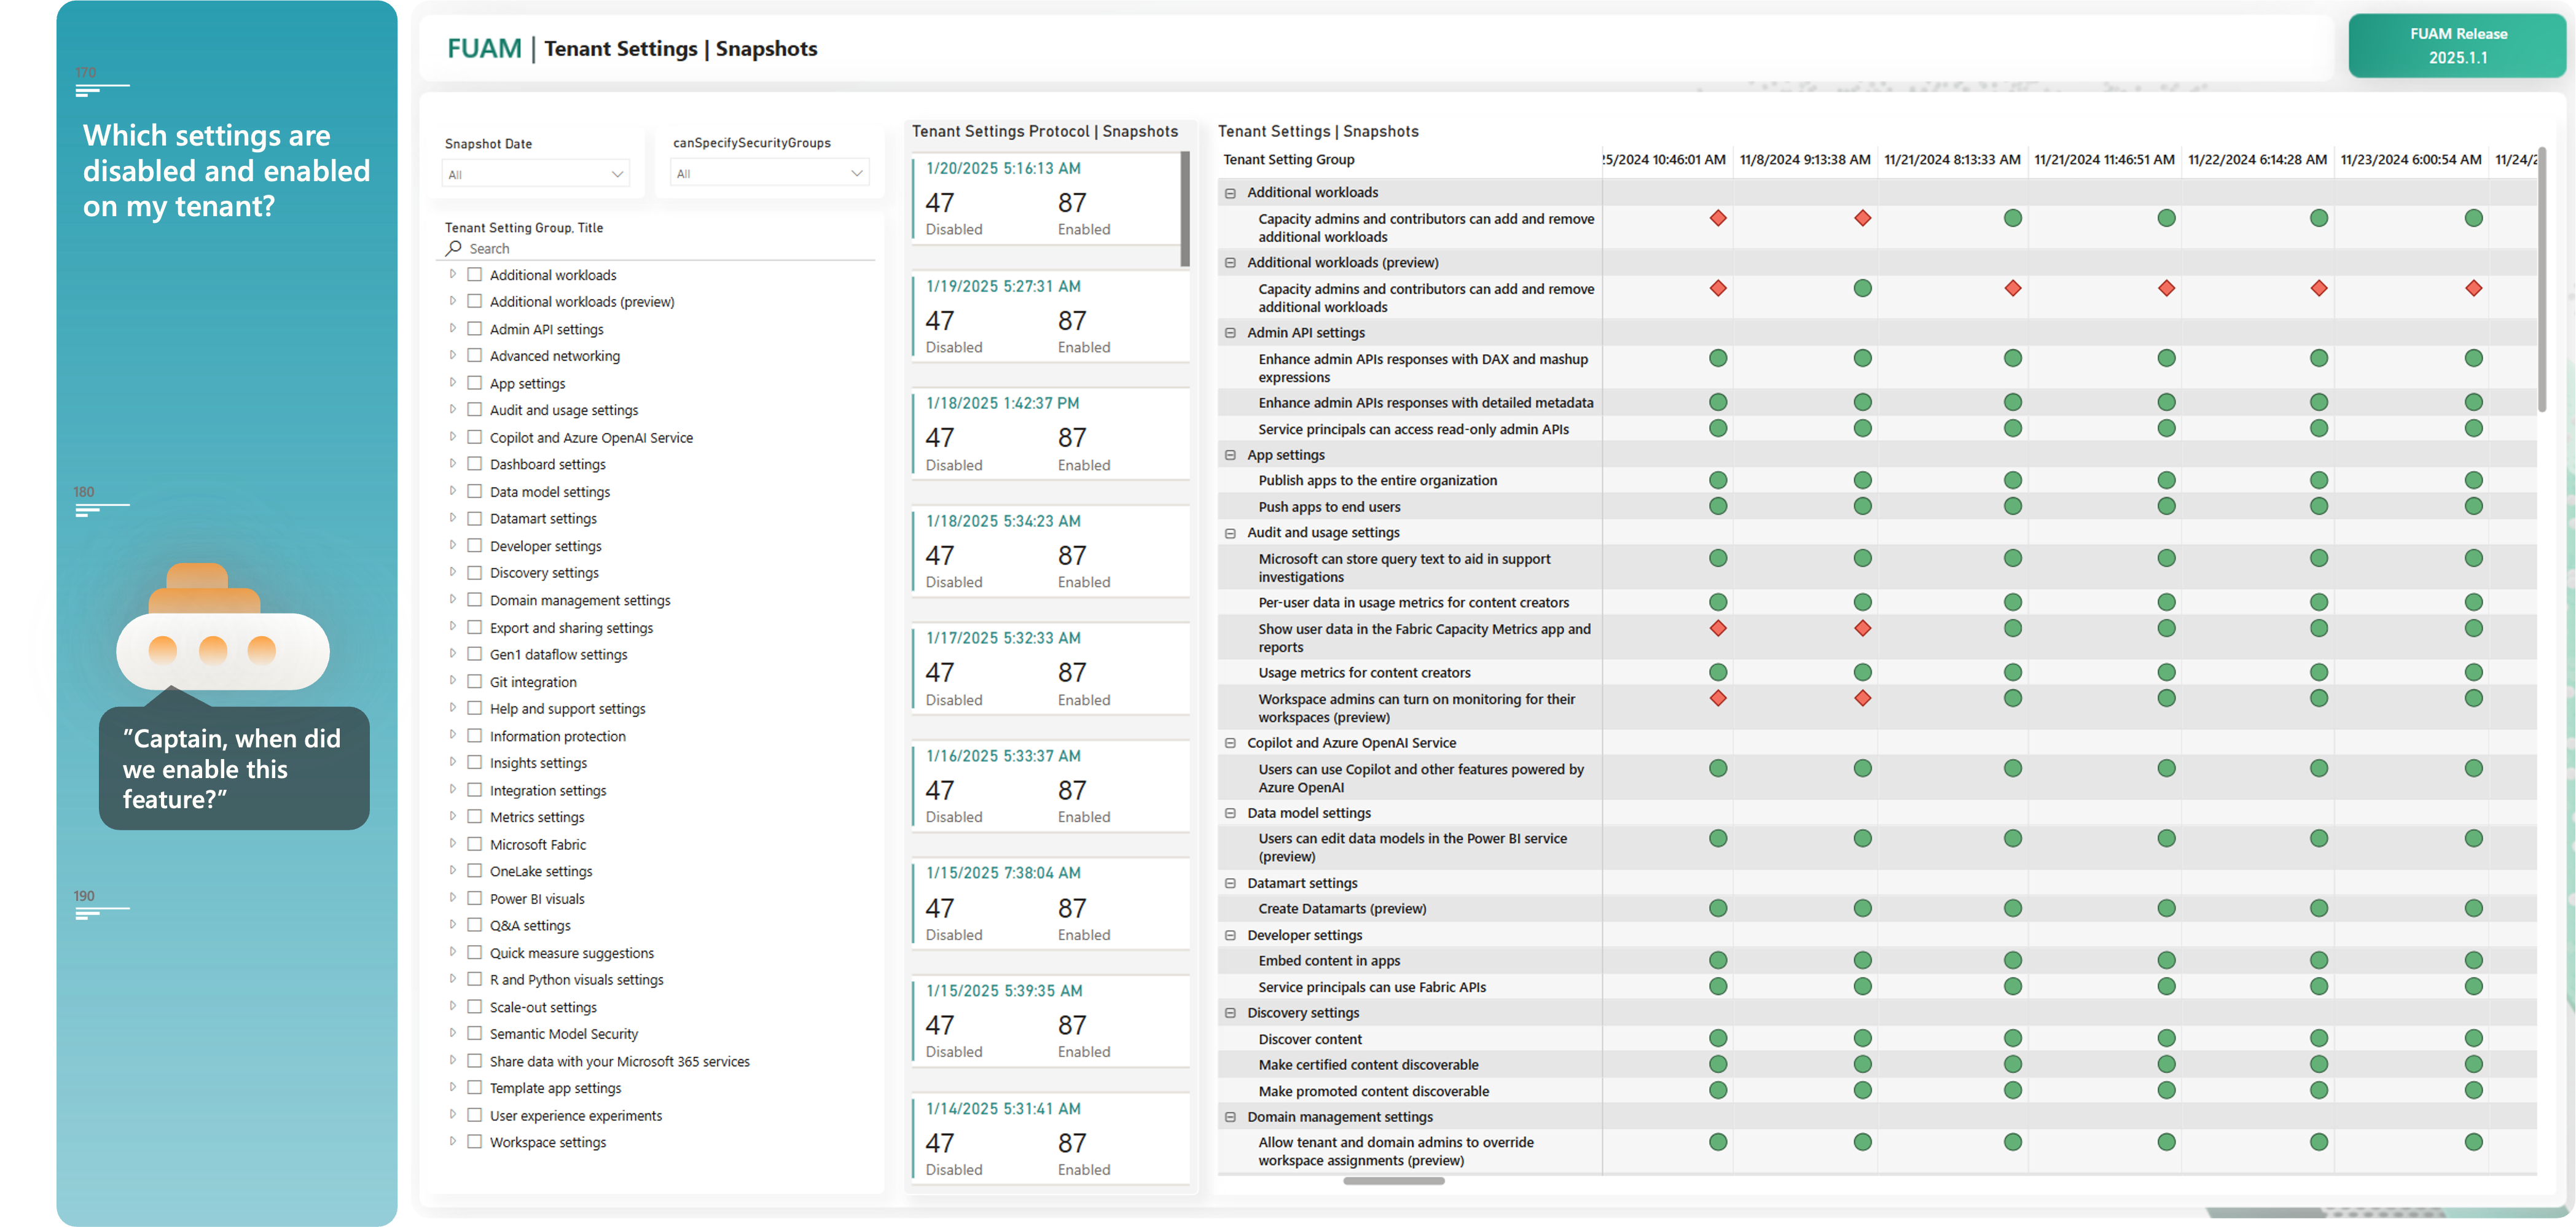 170
Which settings are
disabled and enabled
on my tenant?
180
"Captain, when did
we enable this
feature?"
190
FUAM | Tenant Settings | Snapshots
FUAM Release
2025.1.1
Snapshot Date
All
canSpecifySecurityGroups
All
Tenant Setting Group, Title
Search
Additional workloads
Additional workloads (preview)
Admin API settings
Advanced networking
App settings
Audit and usage settings
Copilot and Azure OpenAI Service
Dashboard settings
Data model settings
Datamart settings
Developer settings
Discovery settings
Domain management settings
Export and sharing settings
Gen1 dataflow settings
Git integration
Help and support settings
Information protection
Insights settings
Integration settings
Metrics settings
Microsoft Fabric
OneLake settings
Power BI visuals
Q&A settings
Quick measure suggestions
R and Python visuals settings
Scale-out settings
Semantic Model Security
Share data with your Microsoft 365 services
Template app settings
User experience experiments
Workspace settings
Tenant Settings Protocol | Snapshots
1/20/2025 5:16:13 AM
47 87
Disabled Enabled
1/19/2025 5:27:31 AM
47 87
Disabled Enabled
1/18/2025 1:42:37 PM
47 87
Disabled Enabled
1/18/2025 5:34:23 AM
47 87
Disabled Enabled
1/17/2025 5:32:33 AM
47 87
Disabled Enabled
1/16/2025 5:33:37 AM
47 87
Disabled Enabled
1/15/2025 7:38:04 AM
47 87
Disabled Enabled
1/15/2025 5:39:35 AM
47 87
Disabled Enabled
1/14/2025 5:31:41 AM
47 87
Disabled Enabled
Tenant Settings | Snapshots
Tenant Setting Group 5/2024 10:46:01 AM 11/8/2024 9:13:38 AM 11/21/2024 8:13:33 AM 11/21/2024 11:46:51 AM 11/22/2024 6:14:28 AM 11/23/2024 6:00:54 AM 11/24/2
Additional workloads
Capacity admins and contributors can add and remove
additional workloads
Additional workloads (preview)
Capacity admins and contributors can add and remove
additional workloads
Admin API settings
Enhance admin APIs responses with DAX and mashup
expressions
Enhance admin APIs responses with detailed metadata
Service principals can access read-only admin APIs
App settings
Publish apps to the entire organization
Push apps to end users
Audit and usage settings
Microsoft can store query text to aid in support
investigations
Per-user data in usage metrics for content creators
Show user data in the Fabric Capacity Metrics app and
reports
Usage metrics for content creators
Workspace admins can turn on monitoring for their
workspaces (preview)
Copilot and Azure OpenAI Service
Users can use Copilot and other features powered by
Azure OpenAI
Data model settings
Users can edit data models in the Power BI service
(preview)
Datamart settings
Create Datamarts (preview)
Developer settings
Embed content in apps
Service principals can use Fabric APIs
Discovery settings
Discover content
Make certified content discoverable
Make promoted content discoverable
Domain management settings
Allow tenant and domain admins to override
workspace assignments (preview)